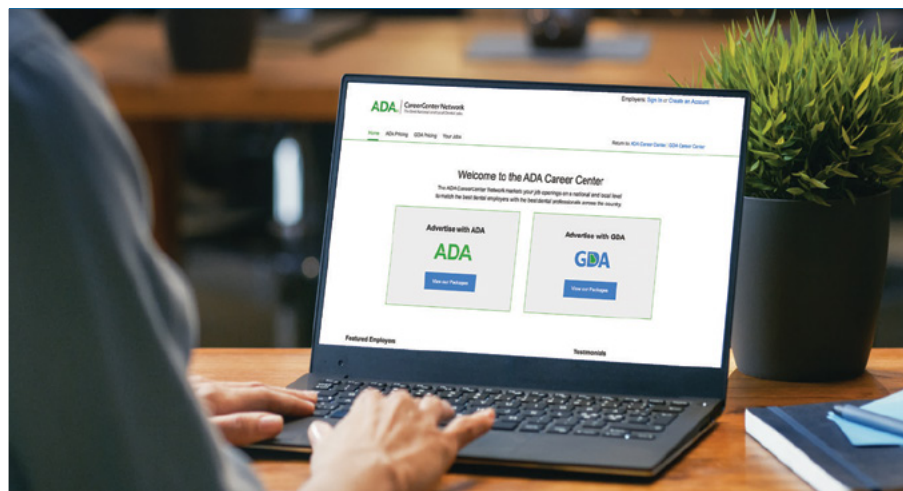 Employers: Sign In or Create an Account
ADA. CareerCenter Network
Home ADA Pricing GDA Pricing Your Jobs
Return to: ADA Career Center / GDA Career Center
Welcome to the ADA Career Center
The ADA CareerCenter Network markets your job openings on a national and local level
to match the best dental employers with the best dental professionals across the country.
Advertise with ADA
ADA
View our Packages
Advertise with GDA
GDA
View our Packages
Featured Employers
Testimonials